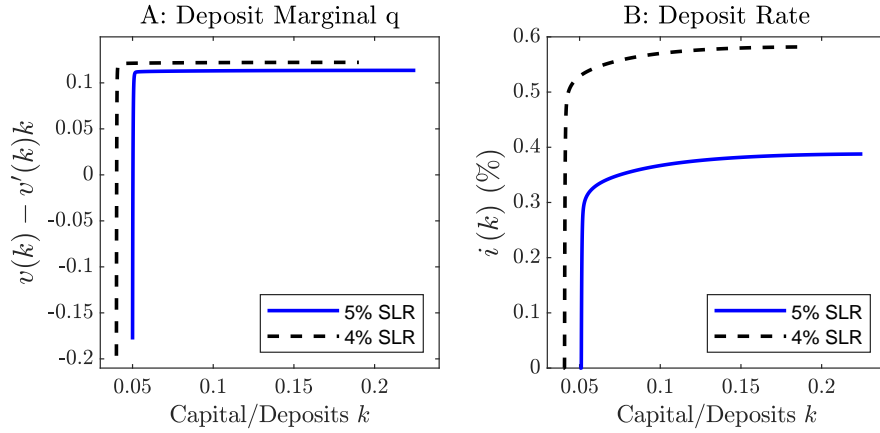 A: Deposit Marginal q
v(k) − v′(k)k
0.1
0.05
0
-0.05
-0.1
-0.15
-0.2
0.05
0.1
0.15
0.2
Capital/Deposits k
5% SLR
4% SLR
B: Deposit Rate
i (k) (%)
0.6
0.5
0.4
0.3
0.2
0.1
0
0.05
0.1
0.15
0.2
Capital/Deposits k
5% SLR
4% SLR